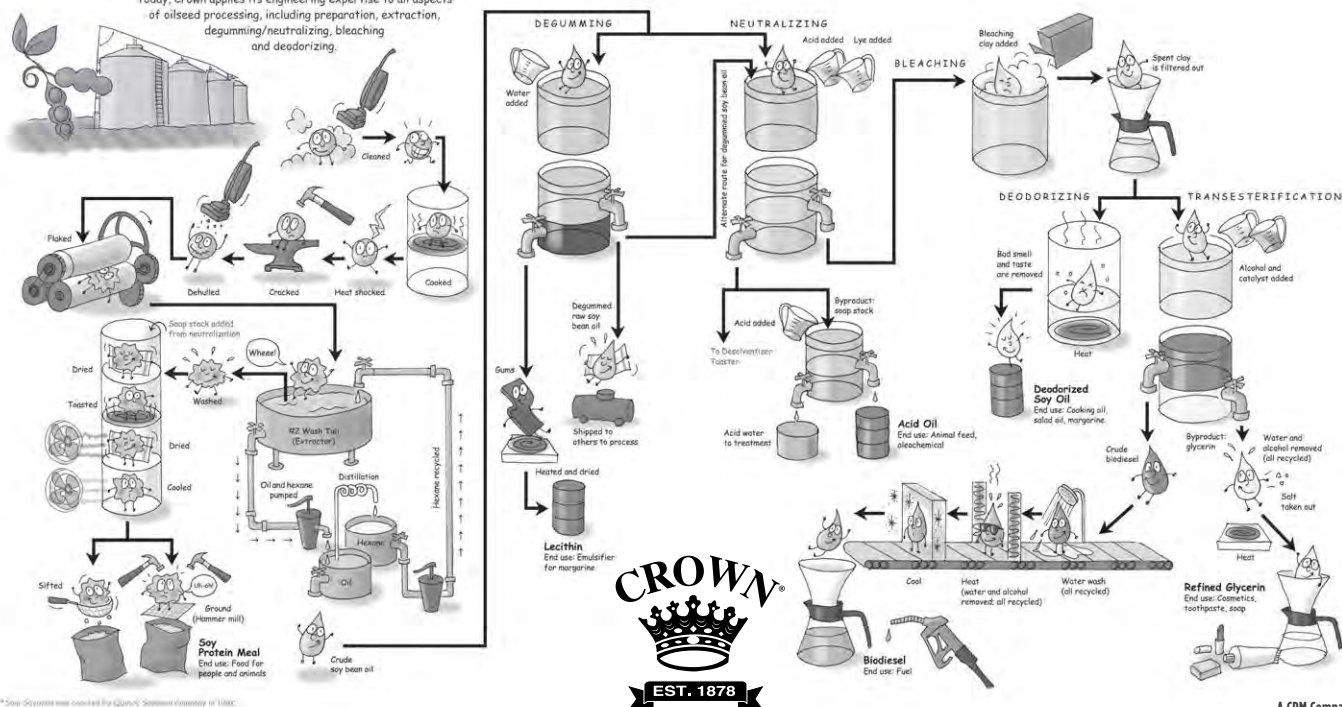 Today, Crown applies its engineering expertise to all aspects
of oilseed processing, including preparation, extraction,
degumming/neutralizing, bleaching
and deodorizing.
Cleaned
Cooked
Heat shocked
Cracked
Dehulled
Flaked
Soap stock added
from neutralization
Dried
Toasted
Dried
Cooled
Washed
Wheee!
#2 Wash Tub
(Extractor)
Oil and hexane
pumped
Distillation
Hexane
Oil
Hexane recycled
Sifted
Uh-oh!
Ground
(Hammer mill)
Soy
Protein Meal
End use: Food for
people and animals
Crude
soy bean oil
DEGUMMING
Water
added
Gums
Heated and dried
Lecithin
End use: Emulsifier
for margarine
Degummed
raw soy
bean oil
Shipped to
others to process
Alternate route for degummed soy bean oil
NEUTRALIZING
Acid added
Lye added
To Desolventizer
Toaster
Acid added
Byproduct:
soap stock
Acid water
to treatment
Acid Oil
End use: Animal feed,
oleochemical
BLEACHING
Bleaching
clay added
Spent clay
is filtered out
DEODORIZING
Bad smell
and taste
are removed
Heat
Deodorized
Soy Oil
End use: Cooking oil,
salad oil, margarine
TRANSESTERIFICATION
Alcohol and
catalyst added
Crude
biodiesel
Byproduct:
glycerin
Water and
alcohol removed
(all recycled)
Salt
taken out
Heat
Refined Glycerin
End use: Cosmetics,
toothpaste, soap
Water wash
(all recycled)
Heat
(water and alcohol
removed; all recycled)
Cool
Biodiesel
End use: Fuel
CROWN®
EST. 1878
A CPM Compa